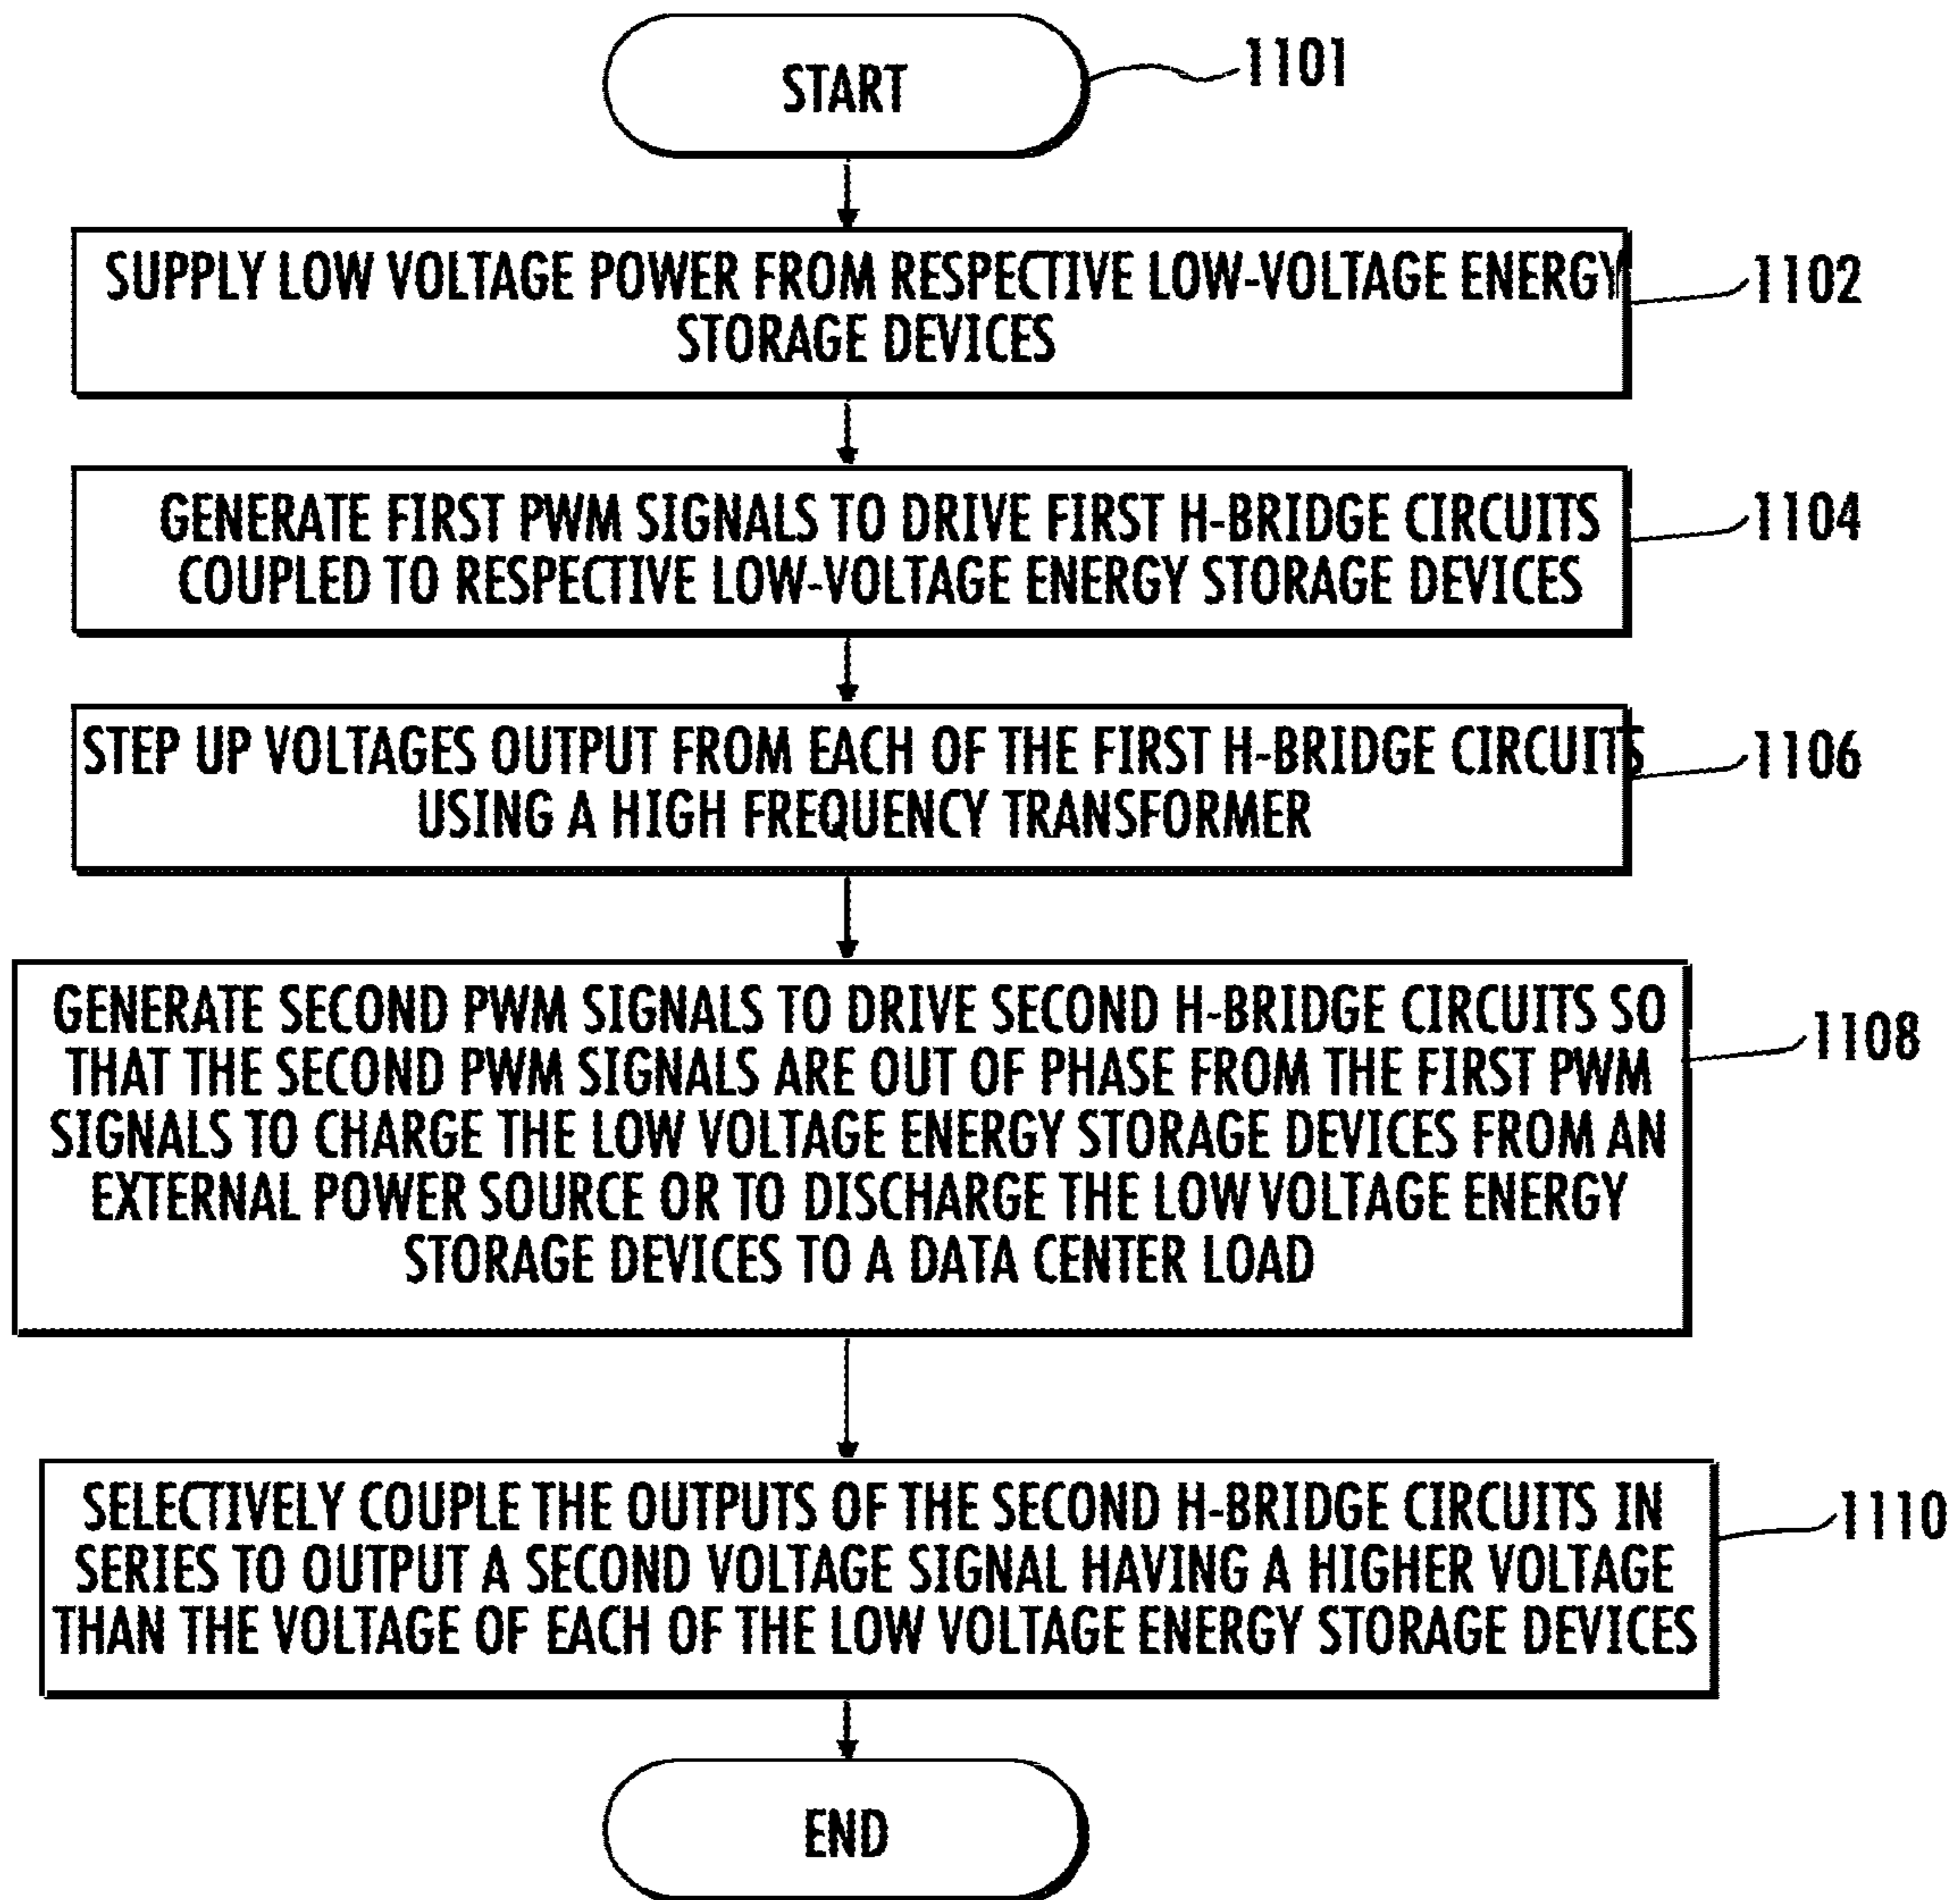 START
1101
SUPPLY LOW VOLTAGE POWER FROM RESPECTIVE LOW-VOLTAGE ENERGY
STORAGE DEVICES
1102
GENERATE FIRST PWM SIGNALS TO DRIVE FIRST H-BRIDGE CIRCUITS
COUPLED TO RESPECTIVE LOW-VOLTAGE ENERGY STORAGE DEVICES
1104
STEP UP VOLTAGES OUTPUT FROM EACH OF THE FIRST H-BRIDGE CIRCUITS
USING A HIGH FREQUENCY TRANSFORMER
1106
GENERATE SECOND PWM SIGNALS TO DRIVE SECOND H-BRIDGE CIRCUITS SO
THAT THE SECOND PWM SIGNALS ARE OUT OF PHASE FROM THE FIRST PWM
SIGNALS TO CHARGE THE LOW VOLTAGE ENERGY STORAGE DEVICES FROM AN
EXTERNAL POWER SOURCE OR TO DISCHARGE THE LOW VOLTAGE ENERGY
STORAGE DEVICES TO A DATA CENTER LOAD
1108
SELECTIVELY COUPLE THE OUTPUTS OF THE SECOND H-BRIDGE CIRCUITS IN
SERIES TO OUTPUT A SECOND VOLTAGE SIGNAL HAVING A HIGHER VOLTAGE
THAN THE VOLTAGE OF EACH OF THE LOW VOLTAGE ENERGY STORAGE DEVICES
1110
END